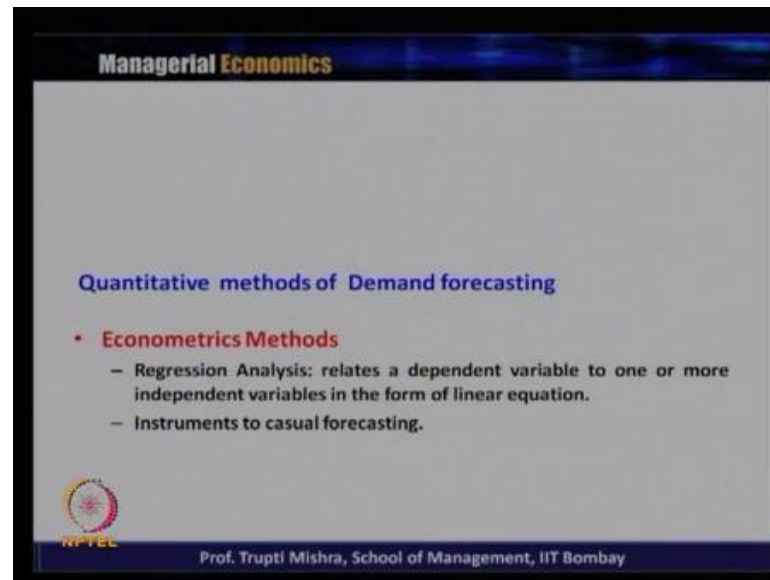 Managerial Economics
Quantitative methods of Demand forecasting
• Econometrics Methods
– Regression Analysis: relates a dependent variable to one or more
independent variables in the form of linear equation.
– Instruments to casual forecasting.
NPTEL
Prof. Trupti Mishra, School of Management, IIT Bombay